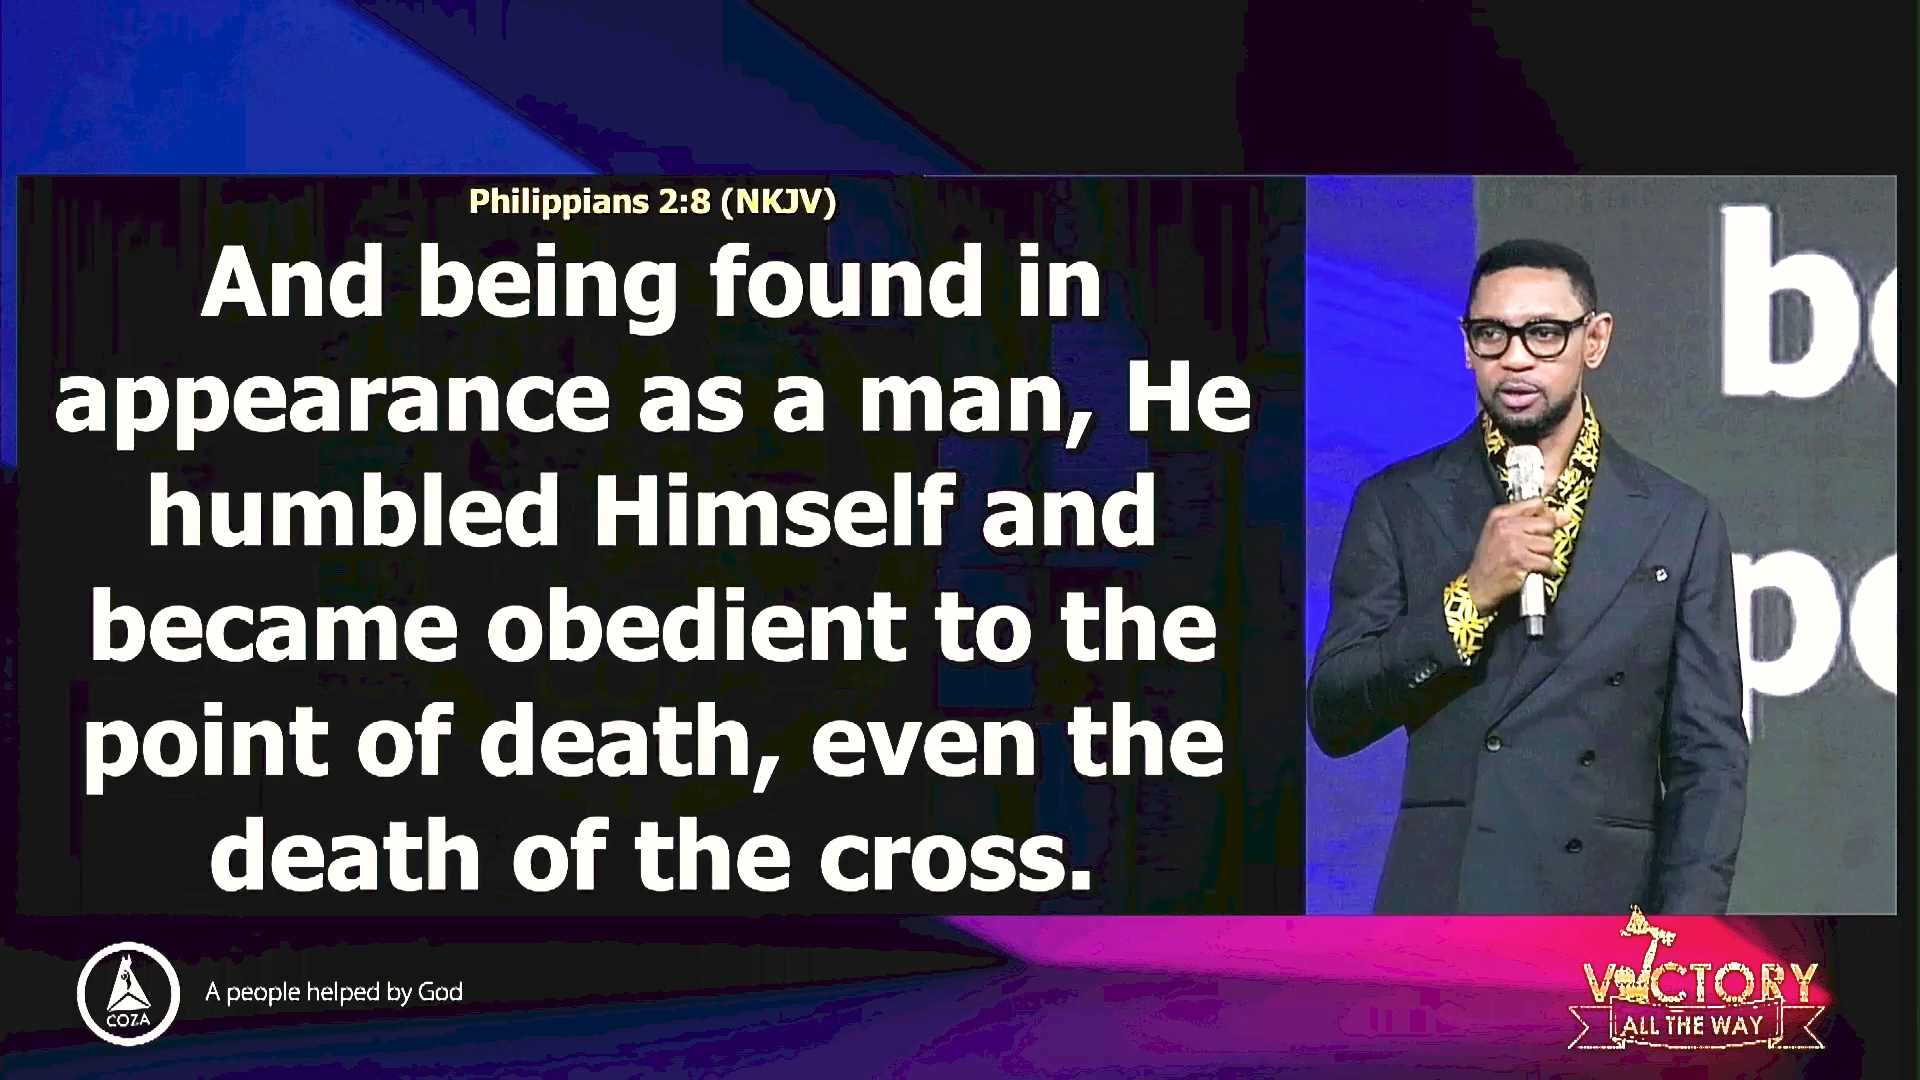 Philippians 2:8 (NKJV)
And being found in
appearance as a man, He
humbled Himself and
became obedient to the
point of death, even the
death of the cross.
COZA
A people helped by God
VICTORY
ALL THE WAY